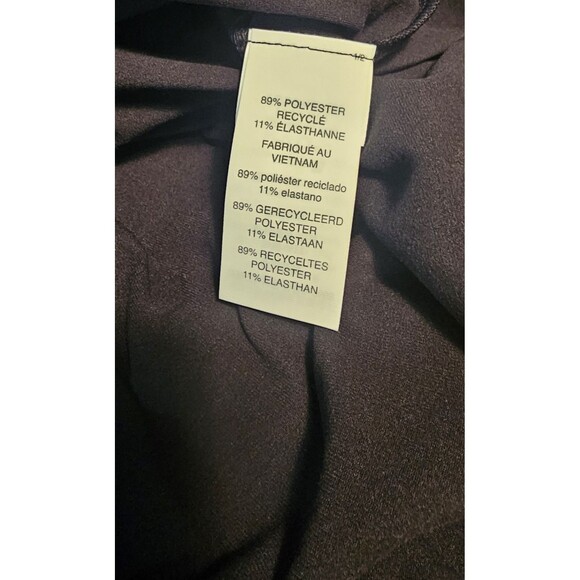 1/2
89% POLYESTER
RECYCLÉ
11% ÉLASTHANNE
FABRIQUÉ AU
VIETNAM
89% poliéster reciclado
11% elastano
89% GERECYCLEERD
POLYESTER
11% ELASTAAN
89% RECYCELTES
POLYESTER
11% ELASTHAN